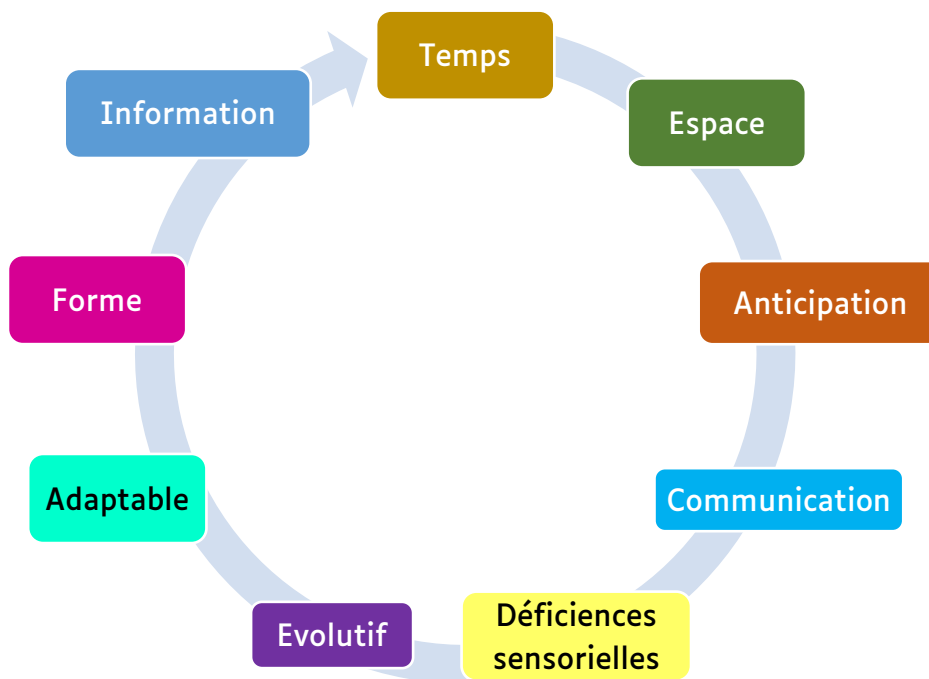 Temps
Espace
Anticipation
Communication
Déficiences
sensorielles
Evolutif
Adaptable
Forme
Information